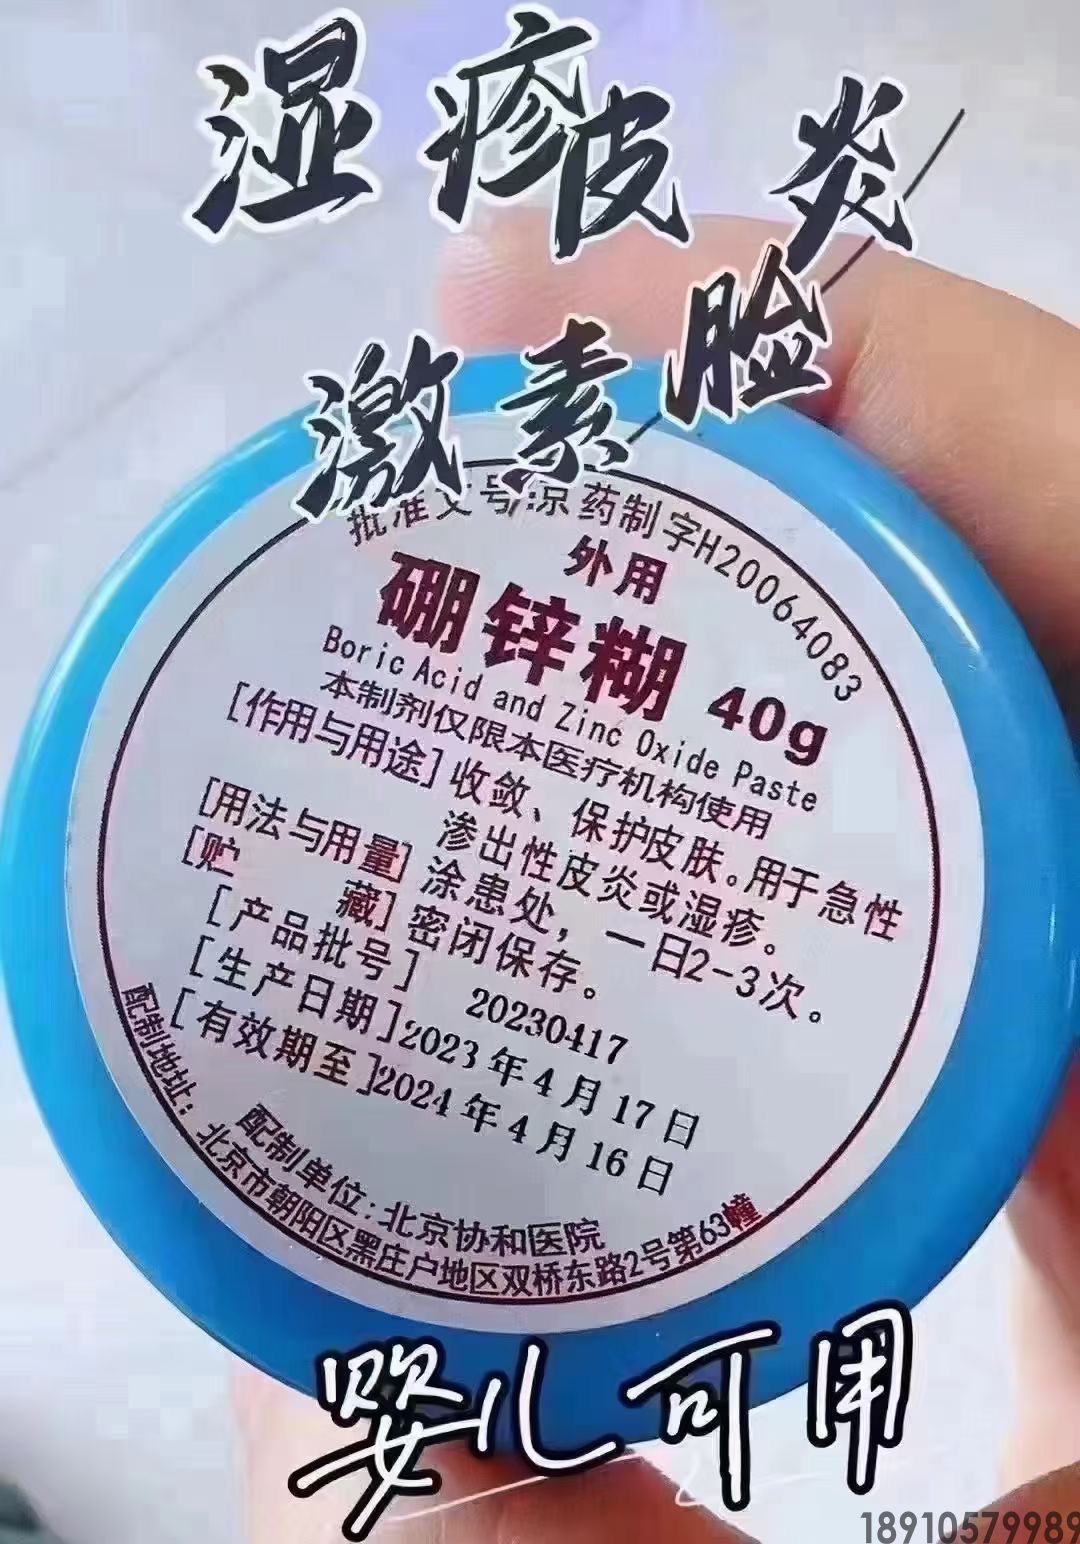 湿疹皮炎
激素脸
批准文号:京药制字H20064083
外用
硼锌糊 40g
Boric Acid and Zinc Oxide Paste
本制剂仅限本医疗机构使用
[作用与用途]收敛、保护皮肤。用于急性
渗出性皮炎或湿疹。
[用法与用量]涂患处，一日2-3次。
[贮 藏]密闭保存。
[产品批号] 20230417
[生产日期]2023年4月17日
[有效期至]2024年4月16日
配制单位:北京协和医院
配制地址：北京市朝阳区黑庄户地区双桥东路2号第63幢
婴儿可用
18910579989